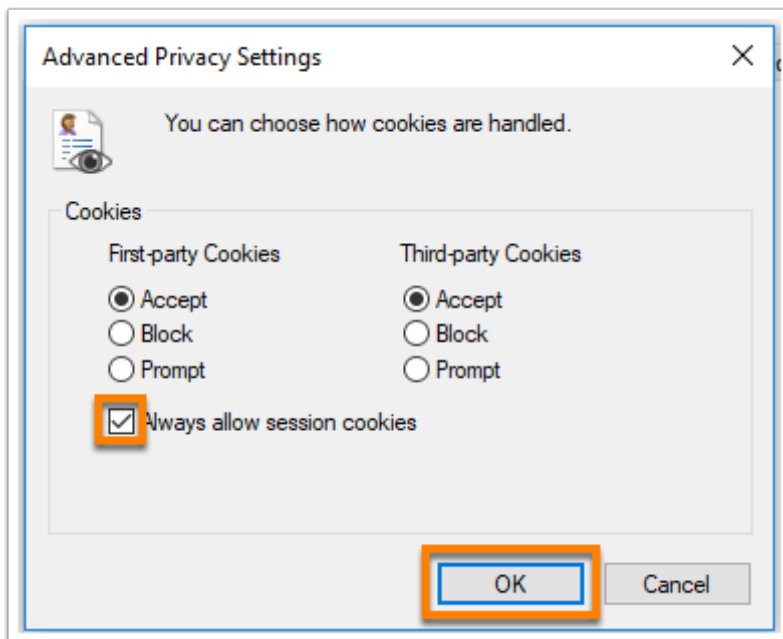 Advanced Privacy Settings
You can choose how cookies are handled.
Cookies
First-party Cookies Third-party Cookies
Accept Accept
Block Block
Prompt Prompt
Always allow session cookies
OK Cancel